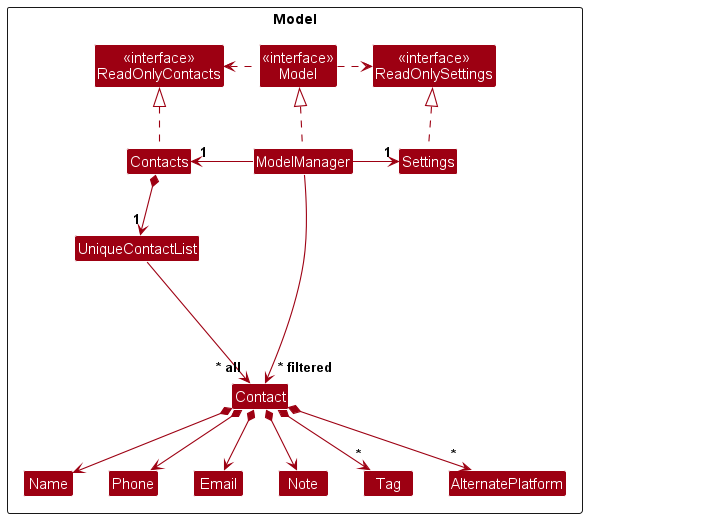 Model
«interface»
ReadOnlyContacts
«interface»
Model
«interface»
ReadOnlySettings
Contacts
1
ModelManager
1
Settings
1
UniqueContactList
* all
* filtered
Contact
*
*
Name
Phone
Email
Note
Tag
AlternatePlatform